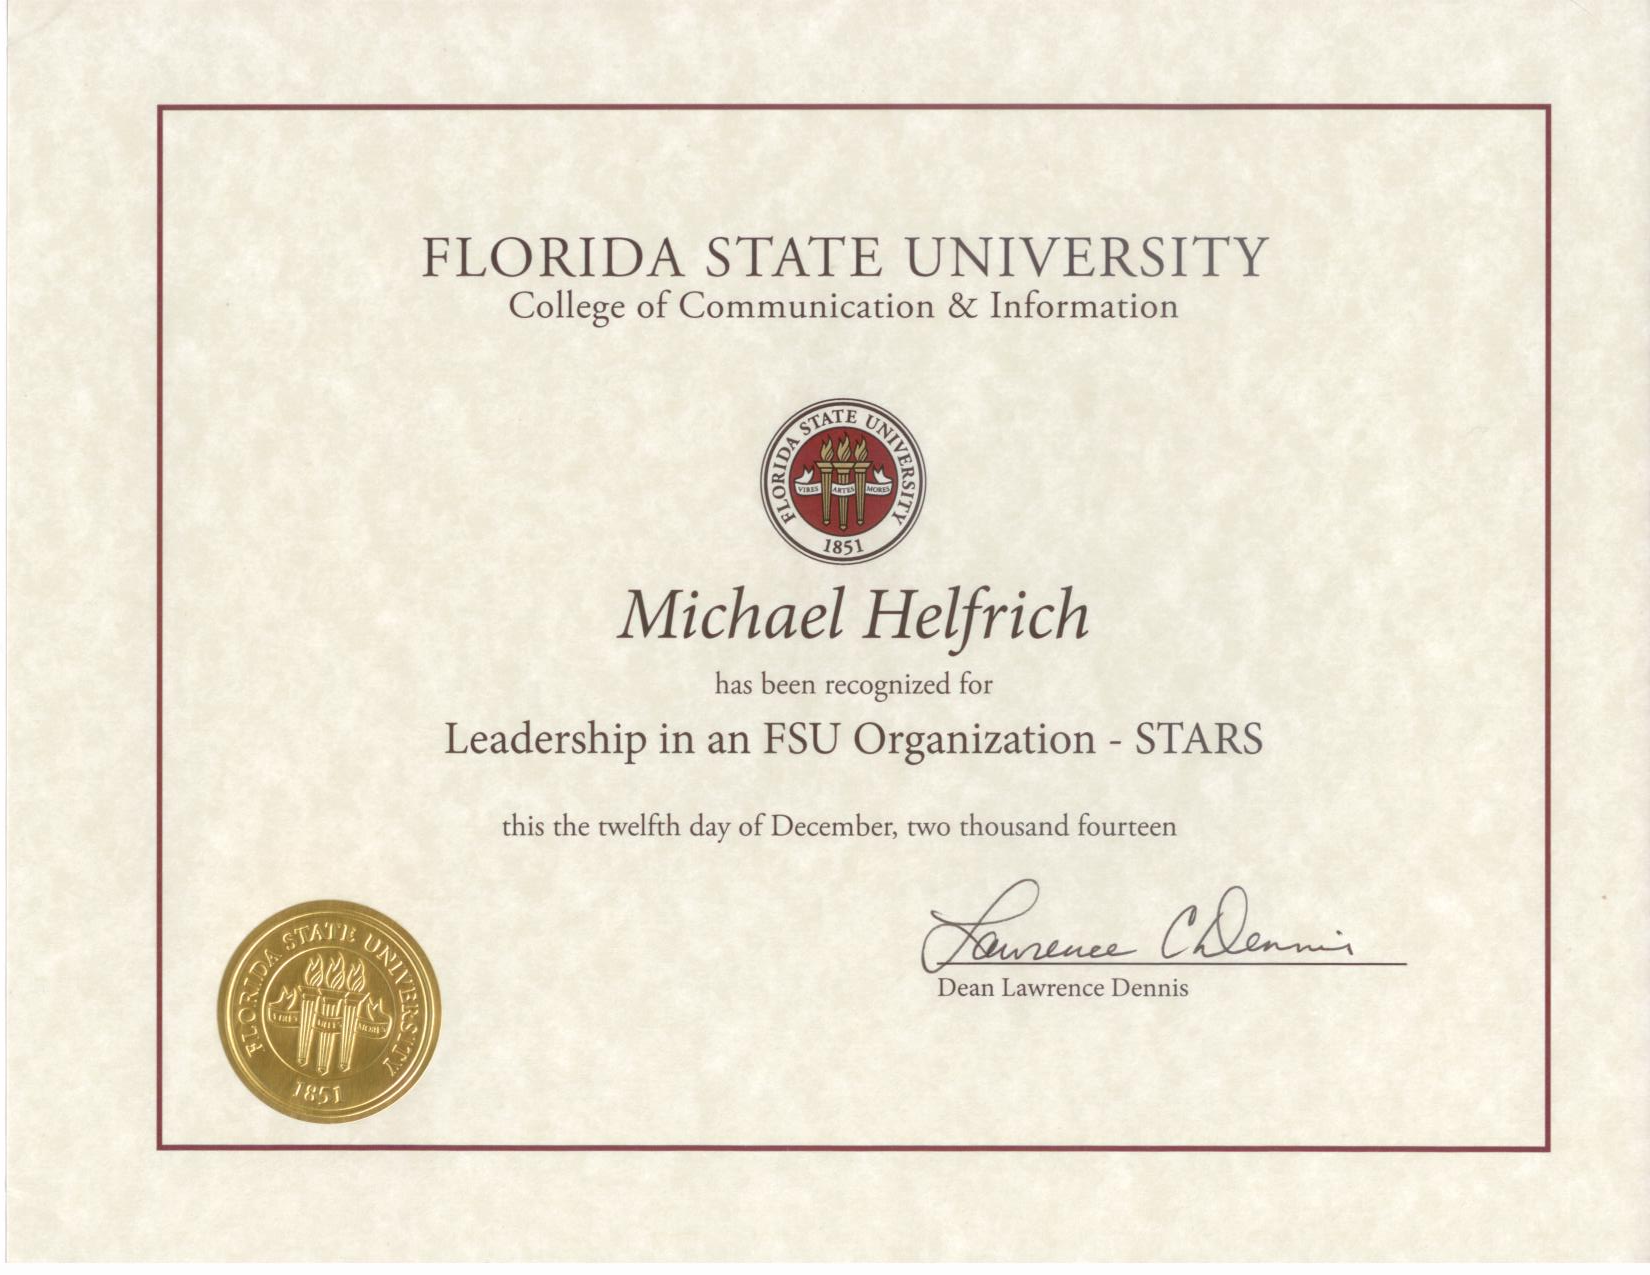 FLORIDA STATE UNIVERSITY
College of Communication & Information
FLORIDA STATE UNIVERSITY
VIRES ARTES MORES
1851
Michael Helfrich
has been recognized for
Leadership in an FSU Organization - STARS
this the twelfth day of December, two thousand fourteen
Lawrence C Dennis
Dean Lawrence Dennis
FLORIDA STATE UNIVERSITY
VIRES ARTES MORES
1851